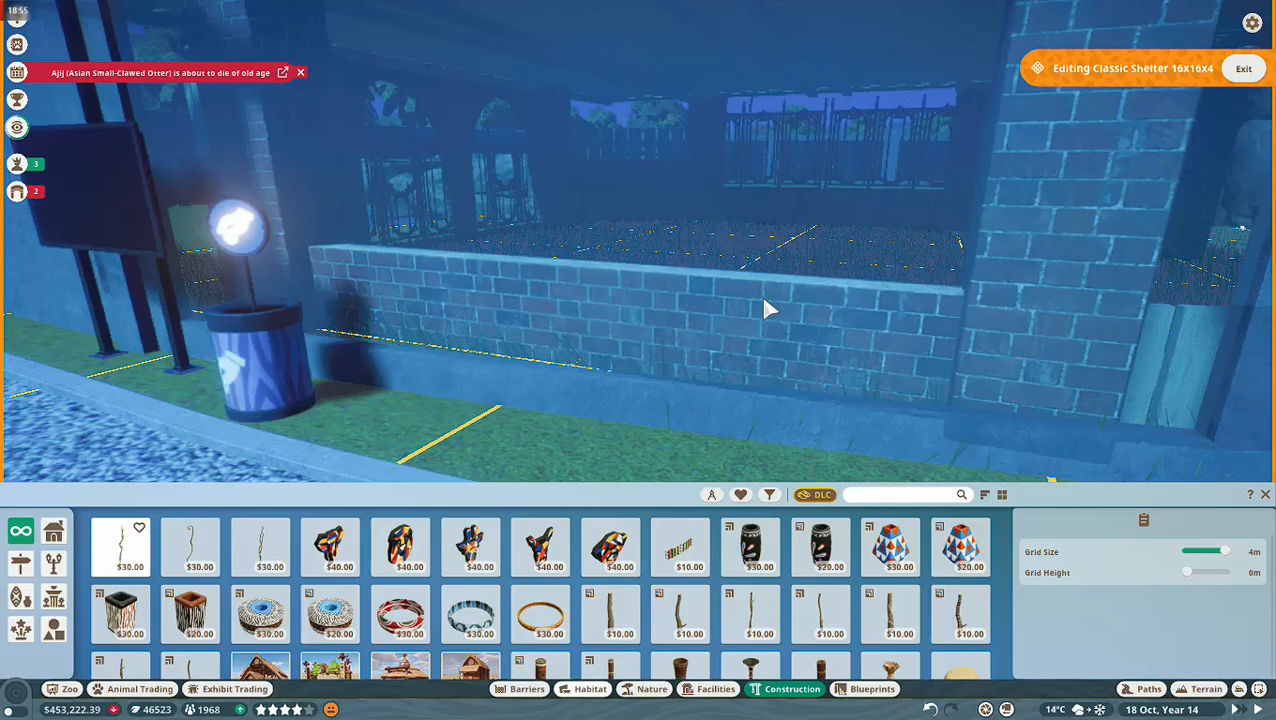 18:55
Ajij (Asian Small-Clawed Otter) is about to die of old age
Editing Classic Shelter 16x16x4
Exit
3
2
DLC
?
$30.00 $30.00 $30.00 $40.00 $40.00 $40.00 $40.00 $40.00 $10.00 $30.00 $20.00 $30.00 $20.00
Grid Size 4m
Grid Height 0m
$30.00 $20.00 $30.00 $20.00 $30.00 $30.00 $30.00 $10.00 $10.00 $10.00 $10.00 $10.00 $10.00
Zoo Animal Trading Exhibit Trading Barriers Habitat Nature Facilities Construction Blueprints Paths Terrain
$453,222.39 46523 1968 14°C 18 Oct, Year 14